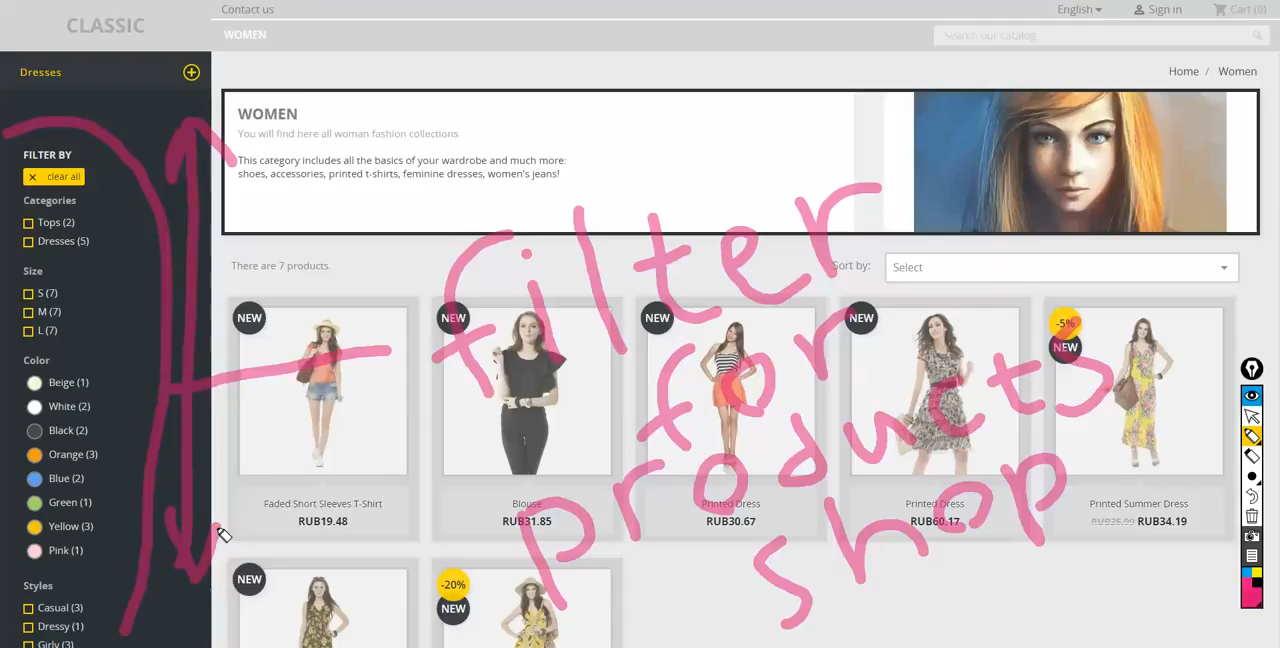 CLASSIC
Contact us
English
Sign in
Cart (0)
WOMEN
Search our catalog
Dresses
Home / Women
WOMEN
You will find here all woman fashion collections
This category includes all the basics of your wardrobe and much more:
shoes, accessories, printed t-shirts, feminine dresses, women's jeans!
FILTER BY
clear all
Categories
Tops (2)
Dresses (5)
Size
S (7)
M (7)
L (7)
Color
Beige (1)
White (2)
Black (2)
Orange (3)
Blue (2)
Green (1)
Yellow (3)
Pink (1)
Styles
Casual (3)
Dressy (1)
Girly (3)
There are 7 products.
Sort by:
Select
filter
for
products
shop
NEW
Faded Short Sleeves T-Shirt
RUB19.48
NEW
Blouse
RUB31.85
NEW
Printed Dress
RUB30.67
NEW
Printed Dress
RUB60.17
-5%
NEW
Printed Summer Dress
RUB35.99 RUB34.19
NEW
-20%
NEW